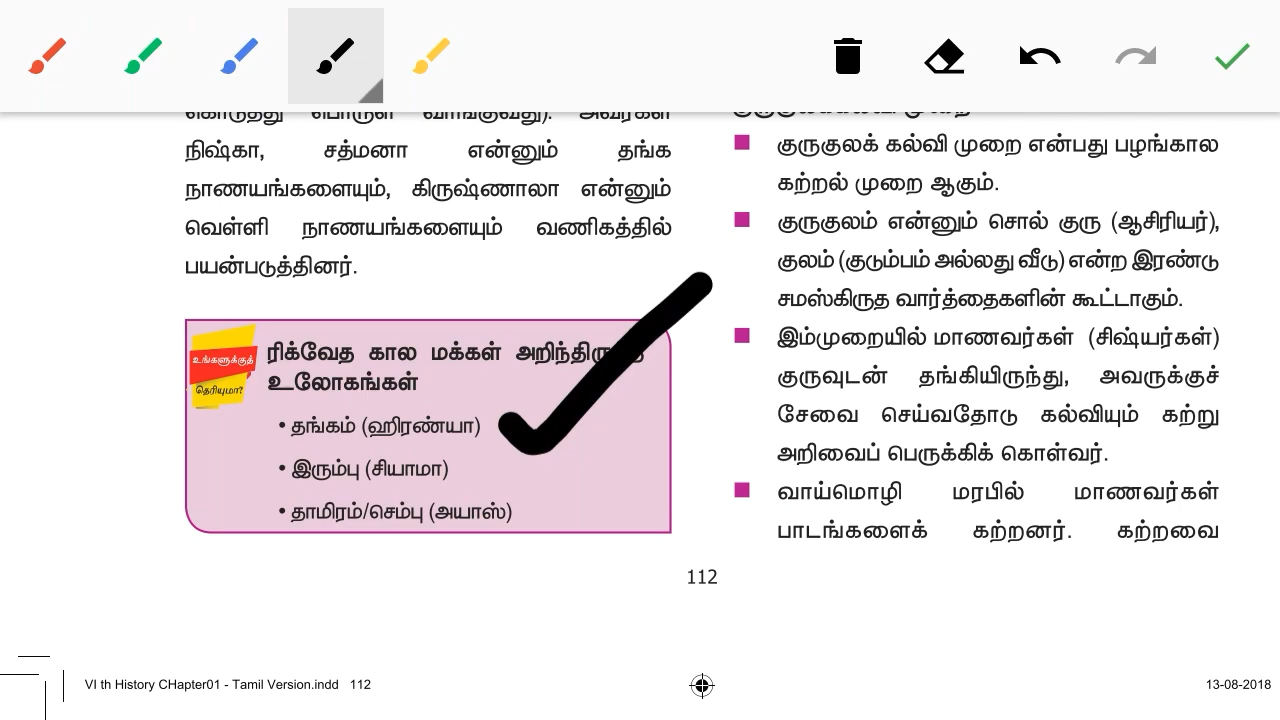 நிஷ்கா, சத்மனா என்னும் தங்க
நாணயங்களையும், கிருஷ்ணாலா என்னும்
வெள்ளி நாணயங்களையும் வணிகத்தில்
பயன்படுத்தினர்.
உங்களுக்குத்
தெரியுமா?
ரிக்வேத கால மக்கள்
உலோகங்கள்
• தங்கம் (ஹிரண்யா)
• இரும்பு (சியாமா)
• தாமிரம்/செம்பு (அயாஸ்)
குருகுலக் கல்வி முறை என்பது பழங்கால
கற்றல் முறை ஆகும்.
குருகுலம் என்னும் சொல் குரு (ஆசிரியர்),
குலம் (குடும்பம் அல்லது வீடு) என்ற இரண்டு
சமஸ்கிருத வார்த்தைகளின் கூட்டாகும்.
இம்முறையில் மாணவர்கள் (சிஷ்யர்கள்)
குருவுடன் தங்கியிருந்து, அவருக்குச்
சேவை செய்வதோடு கல்வியும் கற்று
அறிவைப் பெருக்கிக் கொள்வர்.
வாய்மொழி மரபில் மாணவர்கள்
பாடங்களைக் கற்றனர். கற்றவை
112
VI th History CHapter01 - Tamil Version.indd 112
13-08-2018